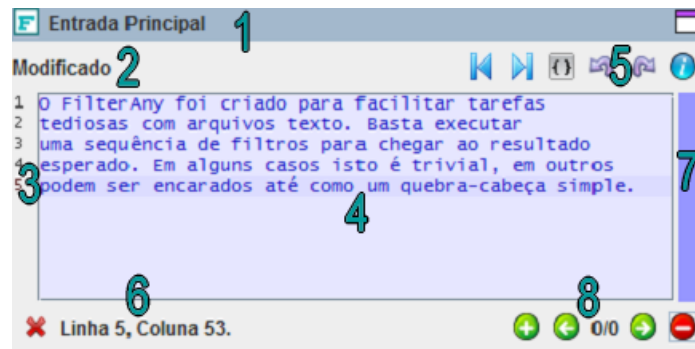 F Entrada Principal 1
Modificado 2 {} 5 i
1 O FilterAny foi criado para facilitar tarefas
2 tediosas com arquivos texto. Basta executar
3 uma sequência de filtros para chegar ao resultado
4 esperado. Em alguns casos isto é trivial, em outros
5 podem ser encarados até como um quebra-cabeça simple.
3
4
7
6
8
Linha 5, Coluna 53. 0/0